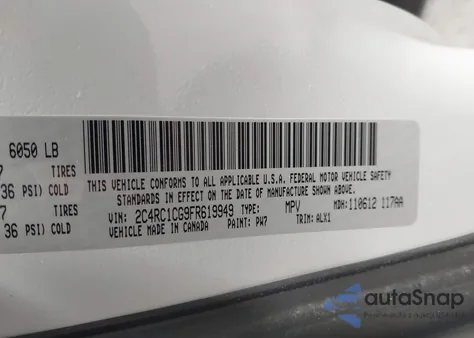 6050 LB
7 TIRES
36 PSI) COLD
7 TIRES
36 PSI) COLD
THIS VEHICLE CONFORMS TO ALL APPLICABLE U.S.A. FEDERAL MOTOR VEHICLE SAFETY
STANDARDS IN EFFECT ON THE DATE OF MANUFACTURE SHOWN ABOVE.
VIN: 2C4RC1CG9FR619949 TYPE: MPV MDH: 110612 117AA
VEHICLE MADE IN CANADA PAINT: PW7 TRIM: ALX1
autoSnap